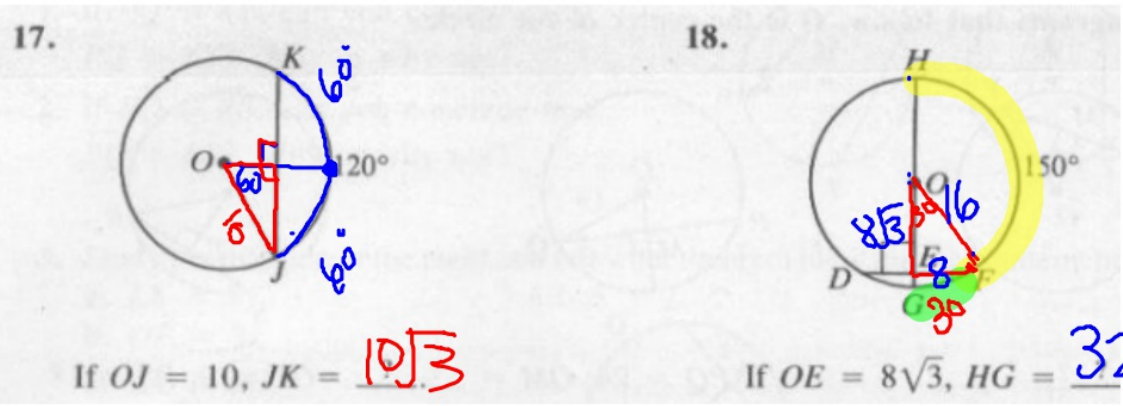 17.
18.
K
60°
H
O
60
120°
150°
O
16
30
8√3
10
J
60°
D
E
8
F
G
30
10√3
If OJ = 10, JK = ?
If OE = 8√3, HG = ?
32